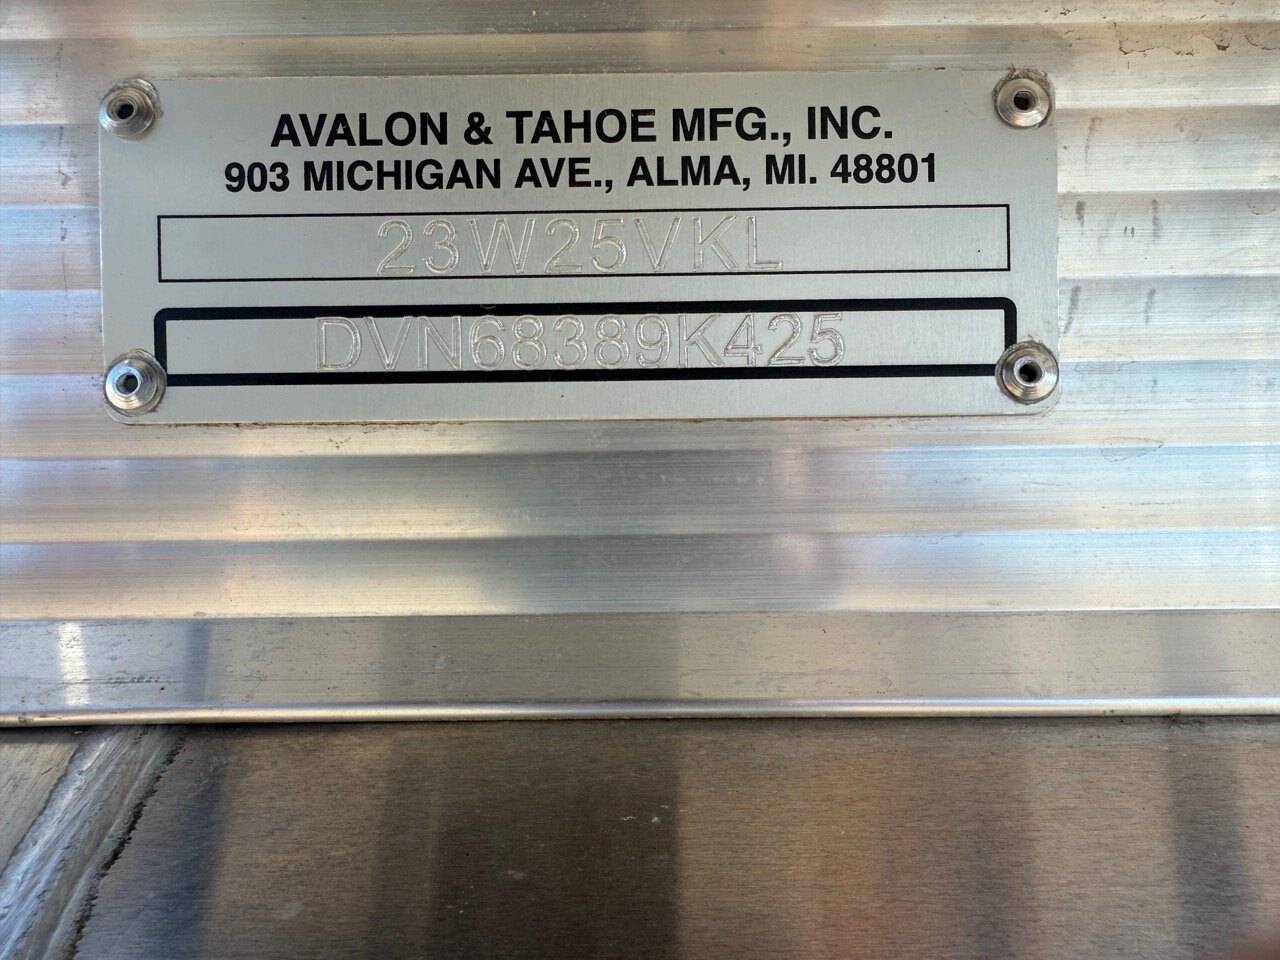 AVALON & TAHOE MFG., INC.
903 MICHIGAN AVE., ALMA, MI. 48801
23W25VKL
DVN68389K425